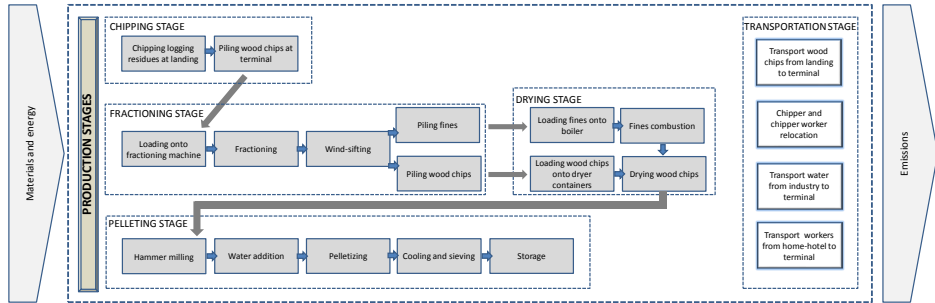 Materials and energy
PRODUCTION STAGES
CHIPPING STAGE
Chipping logging
residues at landing
Piling wood chips at
terminal
FRACTIONING STAGE
Loading onto
fractioning machine
Fractioning
Wind-sifting
Piling fines
Piling wood chips
DRYING STAGE
Loading fines onto
boiler
Fines combustion
Loading wood chips
onto dryer
containers
Drying wood chips
PELLETING STAGE
Hammer milling
Water addition
Pelletizing
Cooling and sieving
Storage
TRANSPORTATION STAGE
Transport wood
chips from landing
to terminal
Chipper and
chipper worker
relocation
Transport water
from industry to
terminal
Transport workers
from home-hotel to
terminal
Emissions